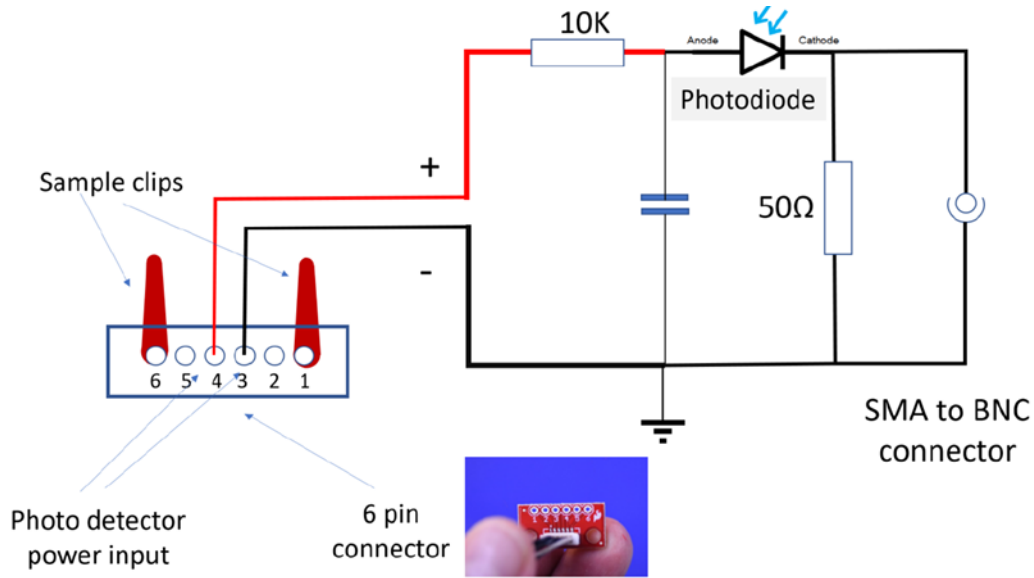 10K
Anode
Cathode
Photodiode
+
Sample clips
50Ω
-
6 5 4 3 2 1
SMA to BNC
connector
Photo detector
power input
6 pin
connector